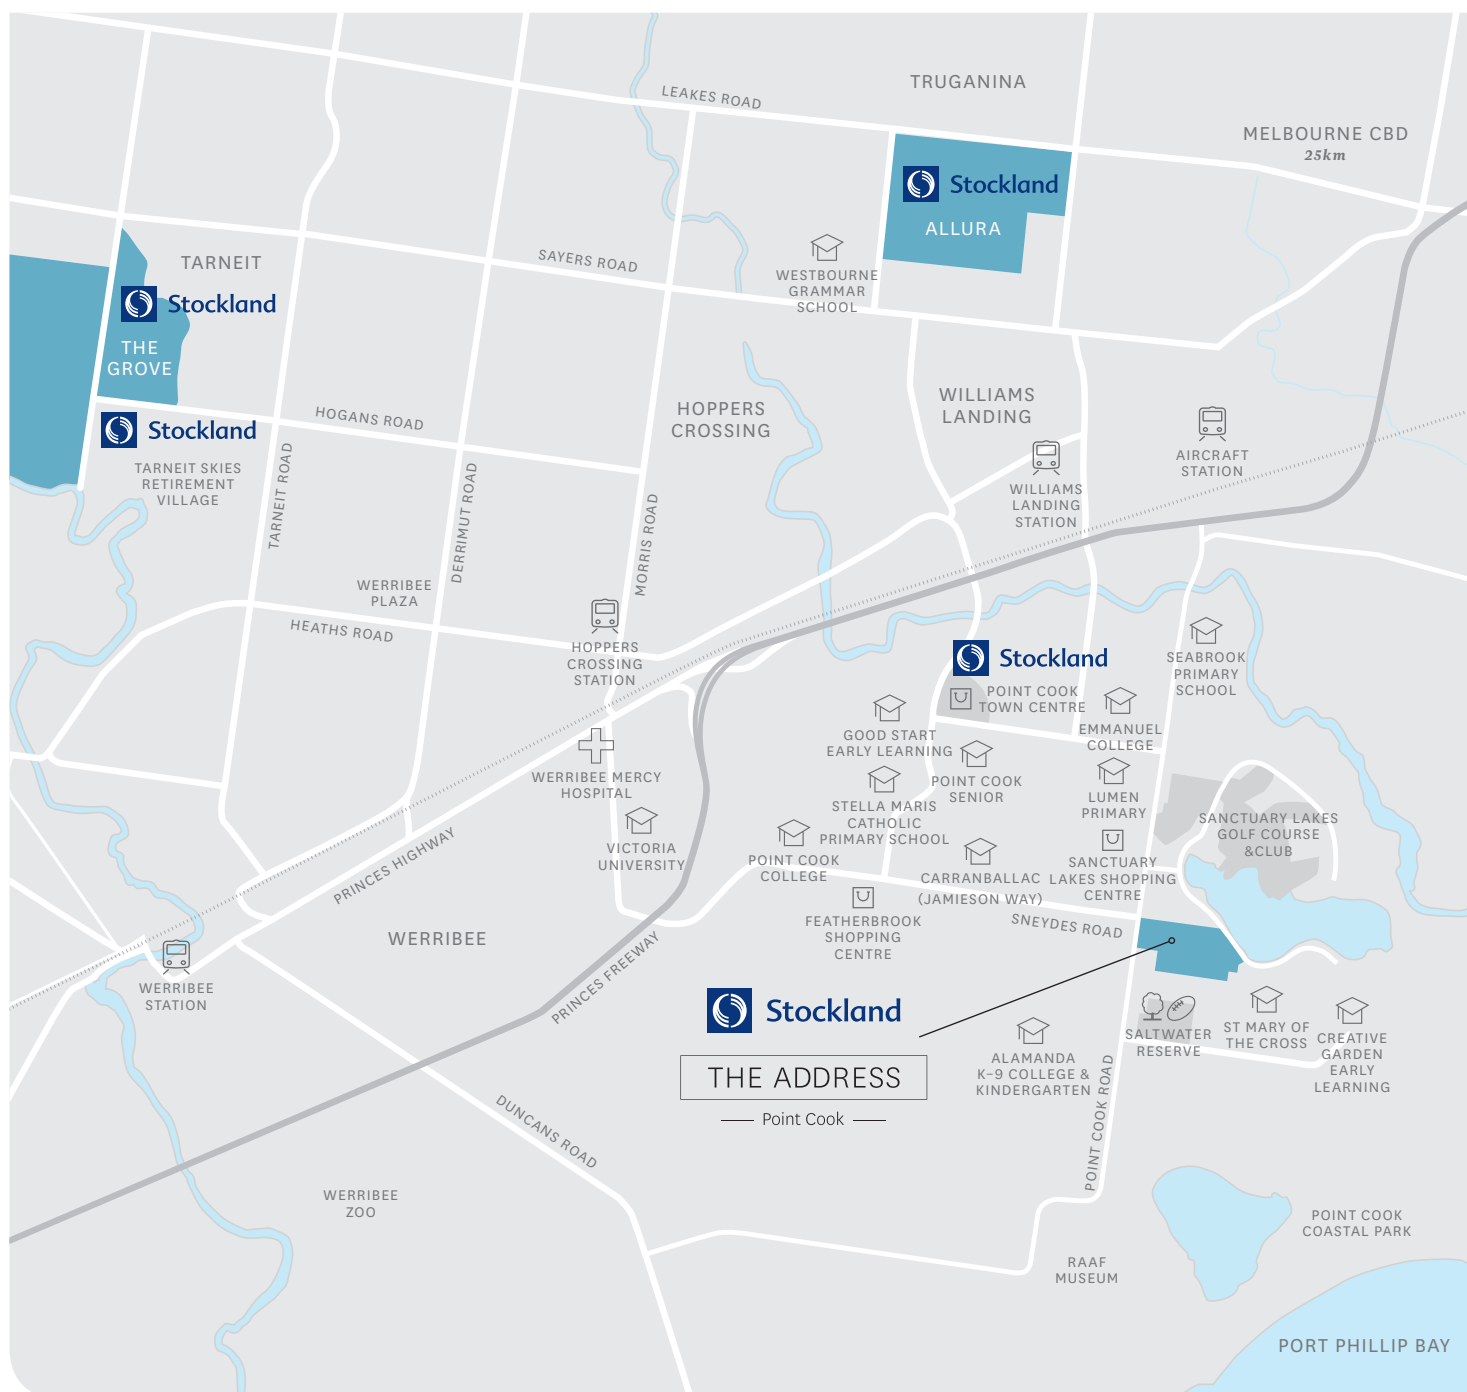 TRUGANINA
LEAKES ROAD
MELBOURNE CBD
25km
Stockland
ALLURA
WESTBOURNE
GRAMMAR
SCHOOL
SAYERS ROAD
TARNEIT
Stockland
THE
GROVE
Stockland
TARNEIT SKIES
RETIREMENT
VILLAGE
HOGANS ROAD
TARNEIT ROAD
DERRIMUT ROAD
MORRIS ROAD
HOPPERS
CROSSING
WILLIAMS
LANDING
WILLIAMS
LANDING
STATION
AIRCRAFT
STATION
WERRIBEE
PLAZA
HEATHS ROAD
HOPPERS
CROSSING
STATION
Stockland
POINT COOK
TOWN CENTRE
SEABROOK
PRIMARY
SCHOOL
EMMANUEL
COLLEGE
GOOD START
EARLY LEARNING
POINT COOK
SENIOR
STELLA MARIS
CATHOLIC
PRIMARY SCHOOL
LUMEN
PRIMARY
SANCTUARY LAKES
GOLF COURSE
&CLUB
SANCTUARY
LAKES SHOPPING
CENTRE
CARRANBALLAC
(JAMIESON WAY)
POINT COOK
COLLEGE
FEATHERBROOK
SHOPPING
CENTRE
SNEYDES ROAD
WERRIBEE MERCY
HOSPITAL
VICTORIA
UNIVERSITY
PRINCES HIGHWAY
WERRIBEE
PRINCES FREEWAY
WERRIBEE
STATION
Stockland
THE ADDRESS
Point Cook
ALAMANDA
K–9 COLLEGE &
KINDERGARTEN
SALTWATER
RESERVE
ST MARY OF
THE CROSS
CREATIVE
GARDEN
EARLY
LEARNING
POINT COOK ROAD
DUNCANS ROAD
WERRIBEE
ZOO
RAAF
MUSEUM
POINT COOK
COASTAL PARK
PORT PHILLIP BAY